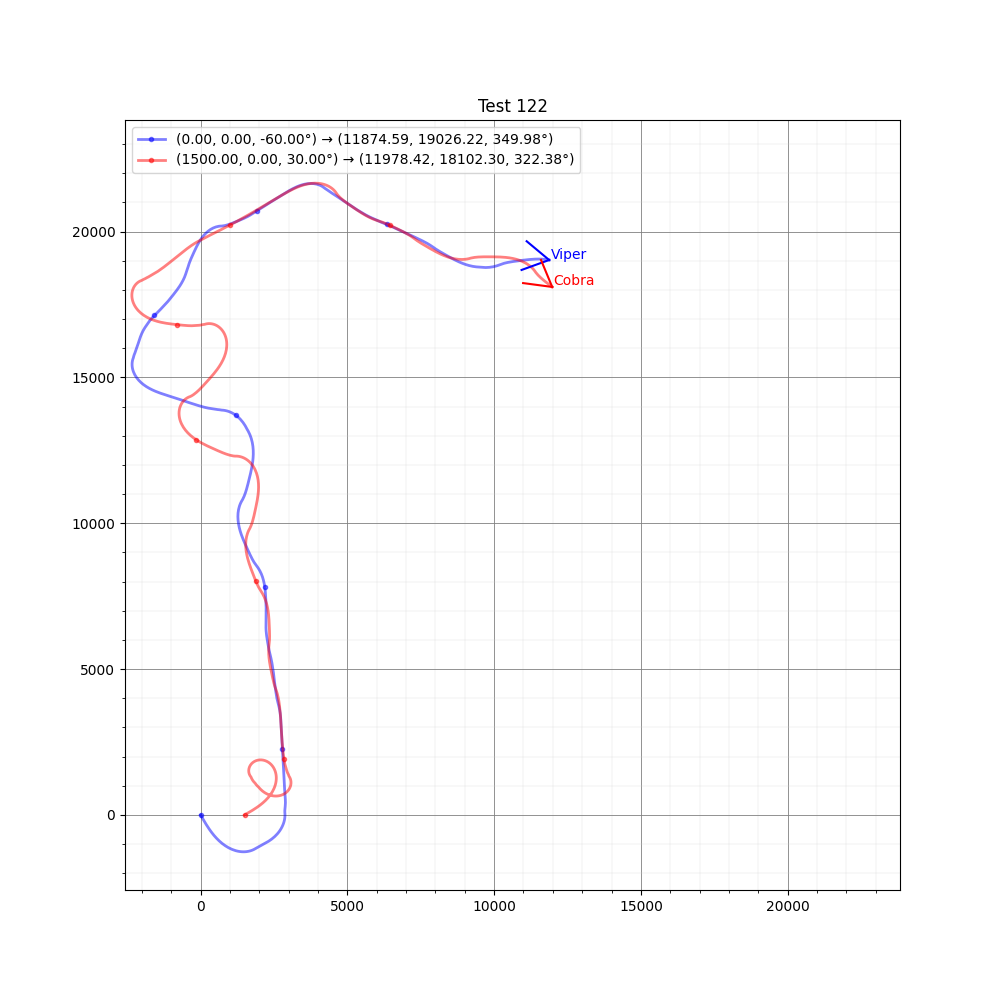 Test 122
(0.00, 0.00, -60.00°) → (11874.59, 19026.22, 349.98°)
(1500.00, 0.00, 30.00°) → (11978.42, 18102.30, 322.38°)
20000
Viper
Cobra
15000
10000
5000
0
0 5000 10000 15000 20000